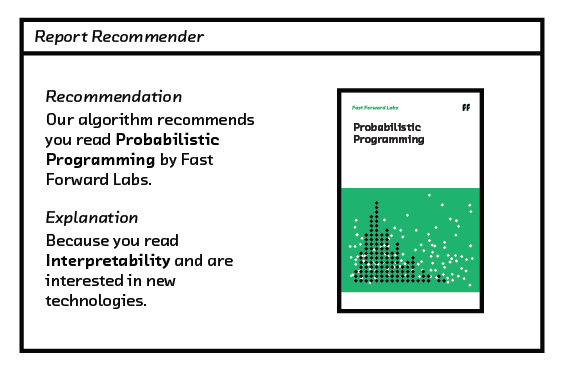 Report Recommender
Recommendation
Our algorithm recommends
you read Probabilistic
Programming by Fast
Forward Labs.
Explanation
Because you read
Interpretability and are
interested in new
technologies.
Fast Forward Labs
FF
Probabilistic
Programming